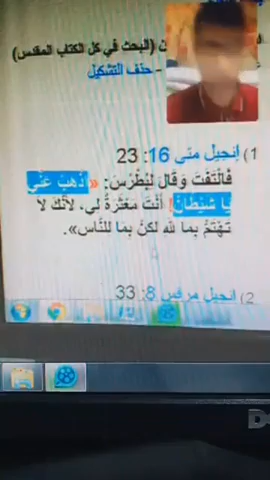 (البحث في كل الكتاب المقدس)
- حذف التشكيل
1) إنجيل متى 16: 23
فَالْتَفَتَ وَقَالَ لِبُطْرُسَ: «اذْهَبْ عَنِّي
يَا شَيْطَانُ! أَنْتَ مَعْثَرَةٌ لِي، لأَنَّكَ لاَ
تَهْتَمُّ بِمَا للهِ لكِنْ بِمَا لِلنَّاسِ».
2) إنجيل مرقس 8: 33